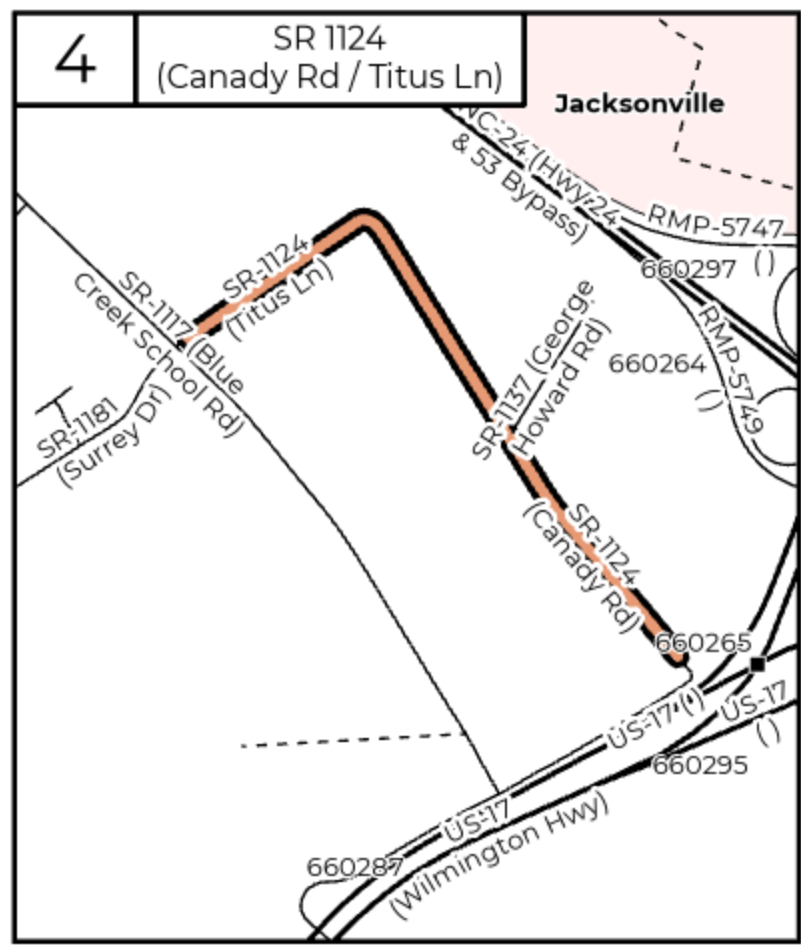 4
SR 1124
(Canady Rd / Titus Ln)
Jacksonville
NC-24 (Hwy 24
& 53 Bypass)
RMP-5747
()
660297
SR-1124
(Titus Ln)
SR-1117 (Blue
Creek School Rd)
SR-1137 (George
Howard Rd)
660264
()
RMP-5749
SR-1181
(Surrey Dr)
SR-1124
(Canady Rd)
660265
US-17 ()
US-17
()
660295
US-17
(Wilmington Hwy)
660287